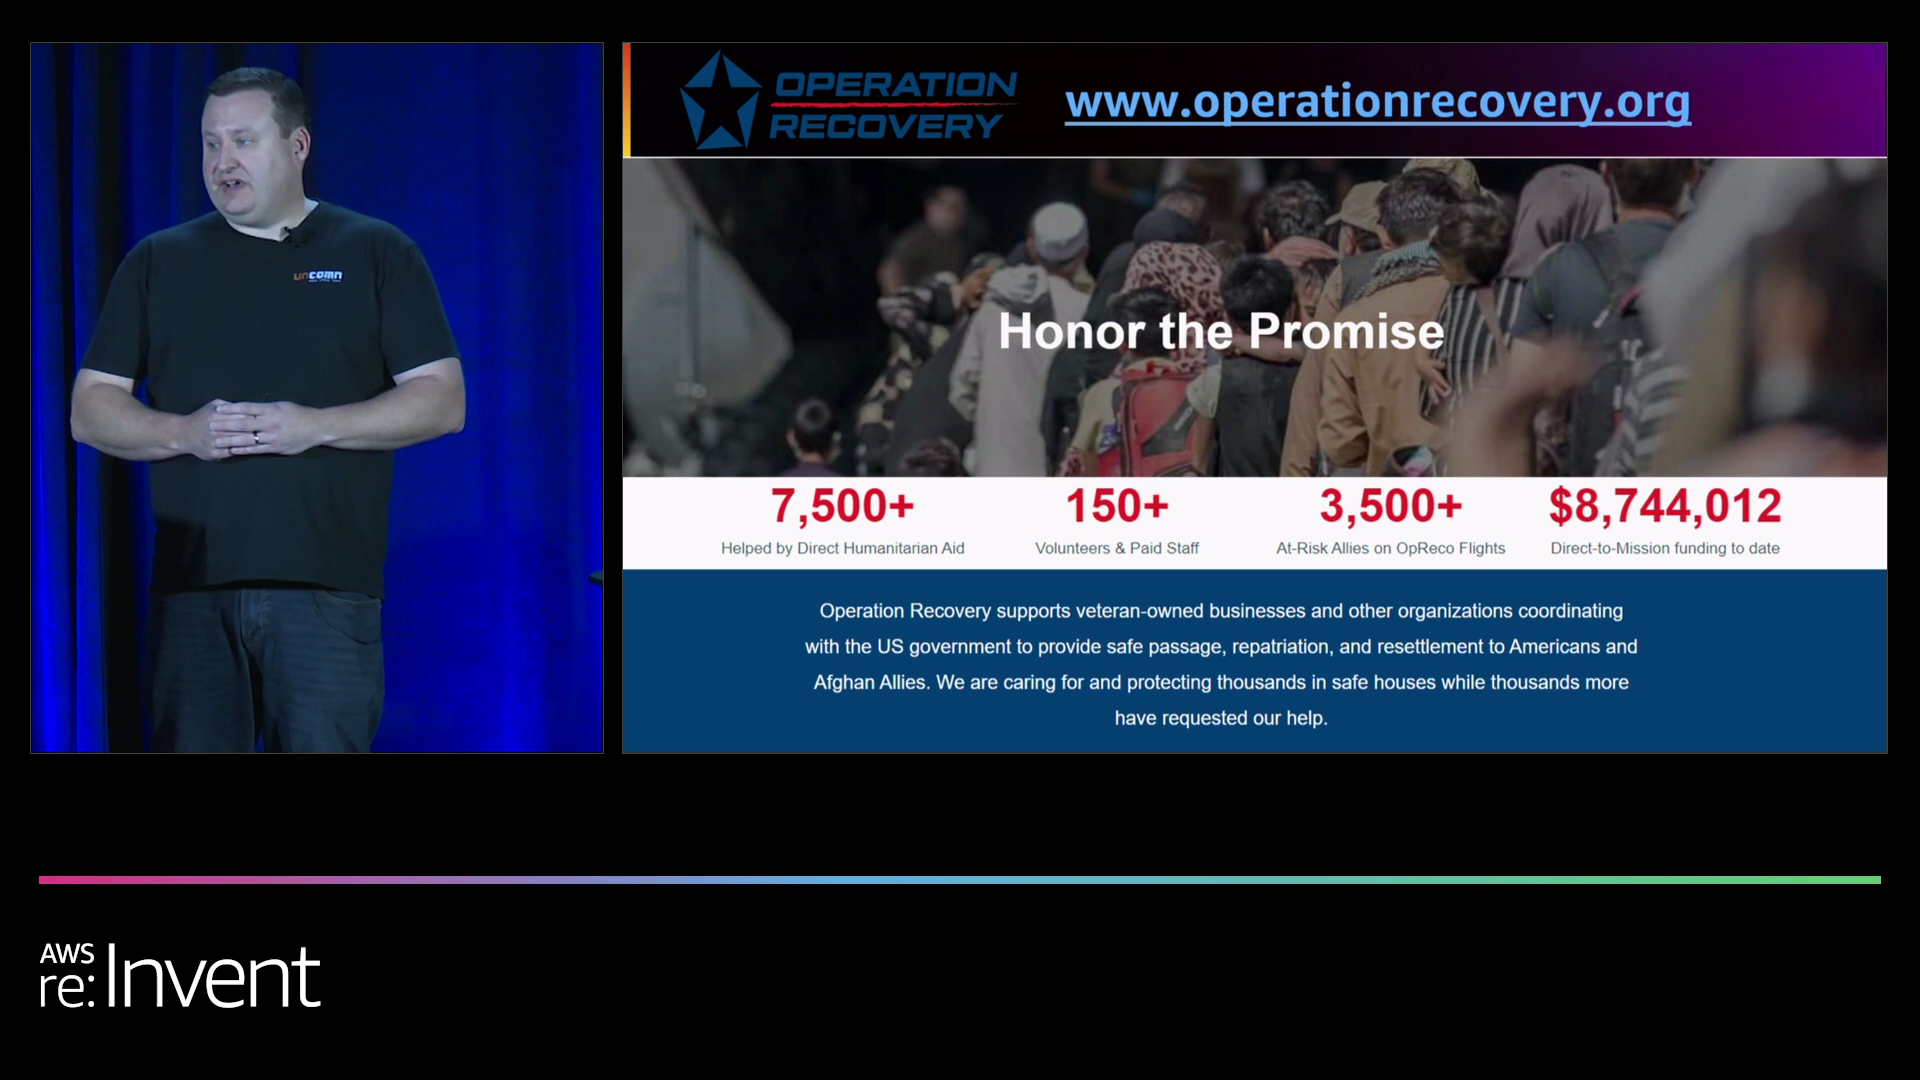 uncomn
OPERATION
RECOVERY
www.operationrecovery.org
Honor the Promise
7,500+
Helped by Direct Humanitarian Aid
150+
Volunteers & Paid Staff
3,500+
At-Risk Allies on OpReco Flights
$8,744,012
Direct-to-Mission funding to date
Operation Recovery supports veteran-owned businesses and other organizations coordinating
with the US government to provide safe passage, repatriation, and resettlement to Americans and
Afghan Allies. We are caring for and protecting thousands in safe houses while thousands more
have requested our help.
AWS
re:Invent